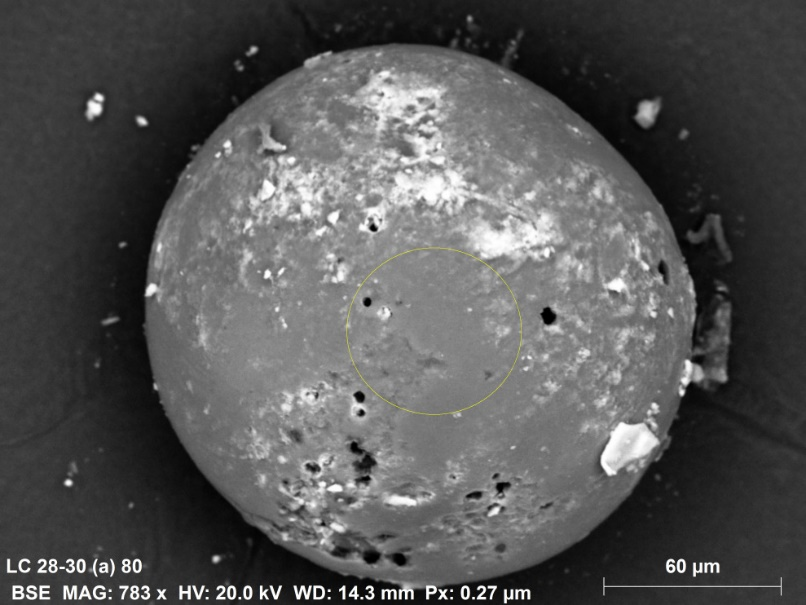 LC 28-30 (a) 80
60 µm
BSE MAG: 783 x HV: 20.0 kV WD: 14.3 mm Px: 0.27 µm